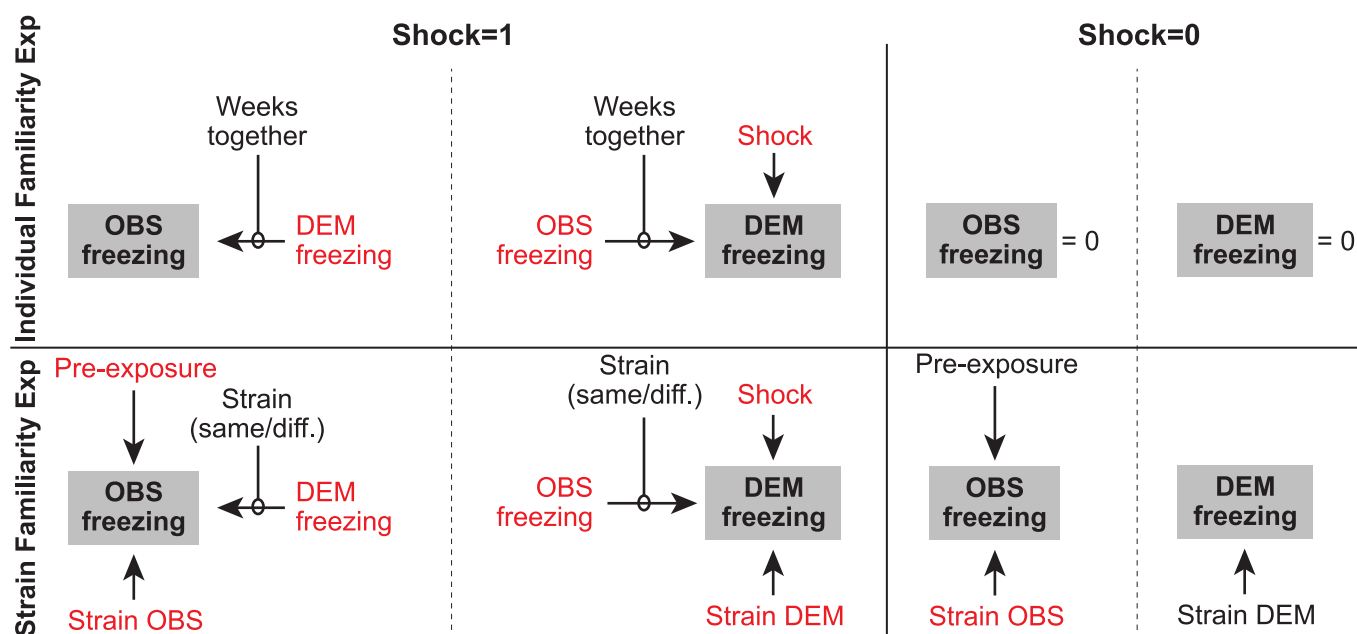 Shock=1
Shock=0
Individual Familiarity Exp
Weeks
together
OBS
freezing
DEM
freezing
Weeks
together
Shock
OBS
freezing
DEM
freezing
OBS
freezing
= 0
DEM
freezing
= 0
Strain Familiarity Exp
Pre-exposure
Strain
(same/diff.)
OBS
freezing
DEM
freezing
Strain OBS
Strain
(same/diff.)
Shock
OBS
freezing
DEM
freezing
Strain DEM
Pre-exposure
OBS
freezing
Strain OBS
DEM
freezing
Strain DEM